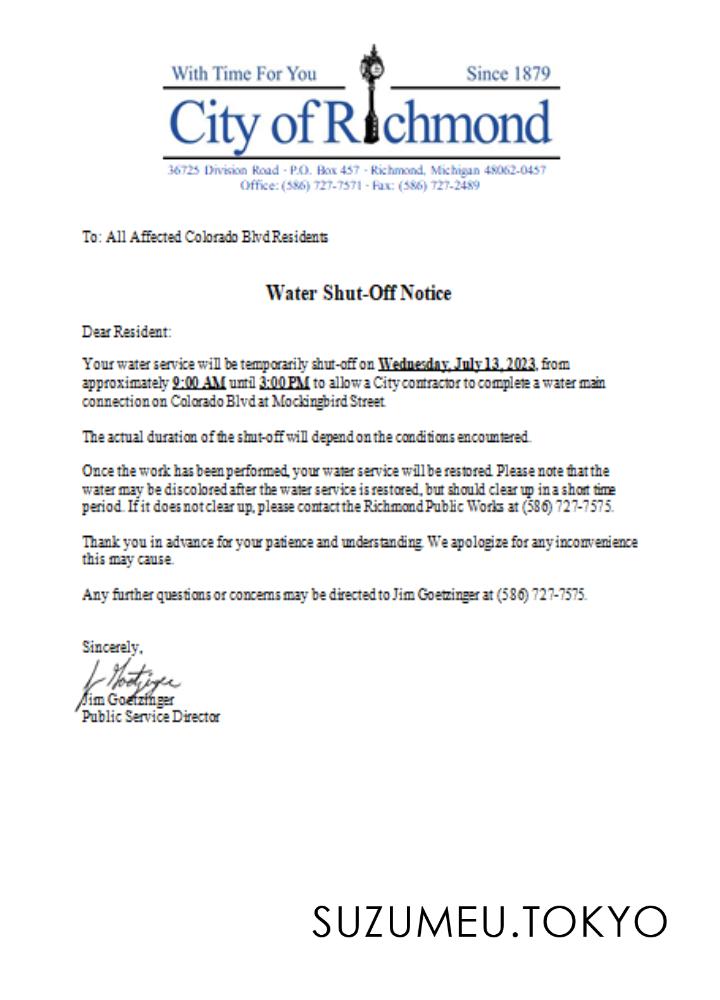 With Time For You Since 1879
City of Richmond
36725 Division Road · P.O. Box 457 · Richmond, Michigan 48062-0457
Office: (586) 727-7571 · Fax: (586) 727-2489
To: All Affected Colorado Blvd Residents
Water Shut-Off Notice
Dear Resident:
Your water service will be temporarily shut-off on Wednesday, July 13, 2023, from
approximately 9:00 AM until 3:00 PM to allow a City contractor to complete a water main
connection on Colorado Blvd at Mockingbird Street.
The actual duration of the shut-off will depend on the conditions encountered.
Once the work has been performed, your water service will be restored. Please note that the
water may be discolored after the water service is restored, but should clear up in a short time
period. If it does not clear up, please contact the Richmond Public Works at (586) 727-7575.
Thank you in advance for your patience and understanding. We apologize for any inconvenience
this may cause.
Any further questions or concerns may be directed to Jim Goetzinger at (586) 727-7575.
Sincerely,
J Goetzinger
Jim Goetzinger
Public Service Director
SUZUMEU.TOKYO